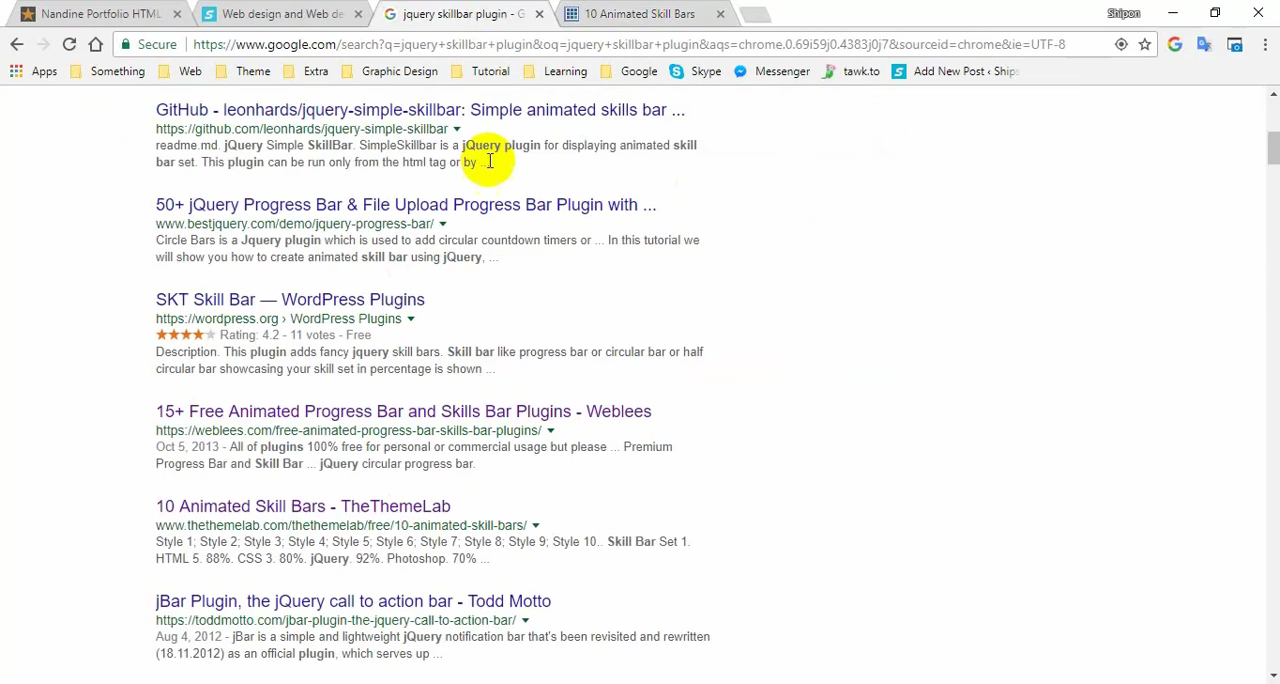 Nandine Portfolio HTML
Web design and Web de
jquery skillbar plugin - G
10 Animated Skill Bars
Shipon
Secure
https://www.google.com/search?q=jquery+skillbar+plugin&oq=jquery+skillbar+plugin&aqs=chrome.0.69i59j0.4383j0j7&sourceid=chrome&ie=UTF-8
Apps Something Web Theme Extra Graphic Design Tutorial Learning Google Skype Messenger tawk.to Add New Post ‹ Ships
GitHub - leonhards/jquery-simple-skillbar: Simple animated skills bar ...
https://github.com/leonhards/jquery-simple-skillbar
readme.md. jQuery Simple SkillBar. SimpleSkillbar is a jQuery plugin for displaying animated skill
bar set. This plugin can be run only from the html tag or by ...
50+ jQuery Progress Bar & File Upload Progress Bar Plugin with ...
www.bestjquery.com/demo/jquery-progress-bar/
Circle Bars is a Jquery plugin which is used to add circular countdown timers or ... In this tutorial we
will show you how to create animated skill bar using jQuery, ...
SKT Skill Bar — WordPress Plugins
https://wordpress.org › WordPress Plugins
Rating: 4.2 - 11 votes - Free
Description. This plugin adds fancy jquery skill bars. Skill bar like progress bar or circular bar or half
circular bar showcasing your skill set in percentage is shown ...
15+ Free Animated Progress Bar and Skills Bar Plugins - Weblees
https://weblees.com/free-animated-progress-bar-skills-bar-plugins/
Oct 5, 2013 - All of plugins 100% free for personal or commercial usage but please ... Premium
Progress Bar and Skill Bar ... jQuery circular progress bar.
10 Animated Skill Bars - TheThemeLab
www.thethemelab.com/thethemelab/free/10-animated-skill-bars/
Style 1; Style 2; Style 3; Style 4; Style 5; Style 6; Style 7; Style 8; Style 9; Style 10.. Skill Bar Set 1.
HTML 5. 88%. CSS 3. 80%. jQuery. 92%. Photoshop. 70% ...
jBar Plugin, the jQuery call to action bar - Todd Motto
https://toddmotto.com/jbar-plugin-the-jquery-call-to-action-bar/
Aug 4, 2012 - jBar is a simple and lightweight jQuery notification bar that's been revisited and rewritten
(18.11.2012) as an official plugin, which serves up ...